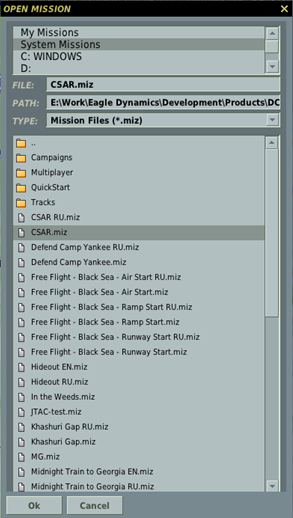 OPEN MISSION
My Missions
System Missions
C: WINDOWS
D:
FILE: CSAR.miz
PATH: E:\Work\Eagle Dynamics\Development\Products\DC
TYPE: Mission Files (*.miz)
..
Campaigns
Multiplayer
QuickStart
Tracks
CSAR RU.miz
CSAR.miz
Defend Camp Yankee RU.miz
Defend Camp Yankee.miz
Free Flight - Black Sea - Air Start RU.miz
Free Flight - Black Sea - Air Start.miz
Free Flight - Black Sea - Ramp Start RU.miz
Free Flight - Black Sea - Ramp Start.miz
Free Flight - Black Sea - Runway Start RU.miz
Free Flight - Black Sea - Runway Start.miz
Hideout EN.miz
Hideout RU.miz
In the Weeds.miz
JTAC-test.miz
Khashuri Gap RU.miz
Khashuri Gap.miz
MG.miz
Midnight Train to Georgia EN.miz
Midnight Train to Georgia RU.miz
Ok Cancel